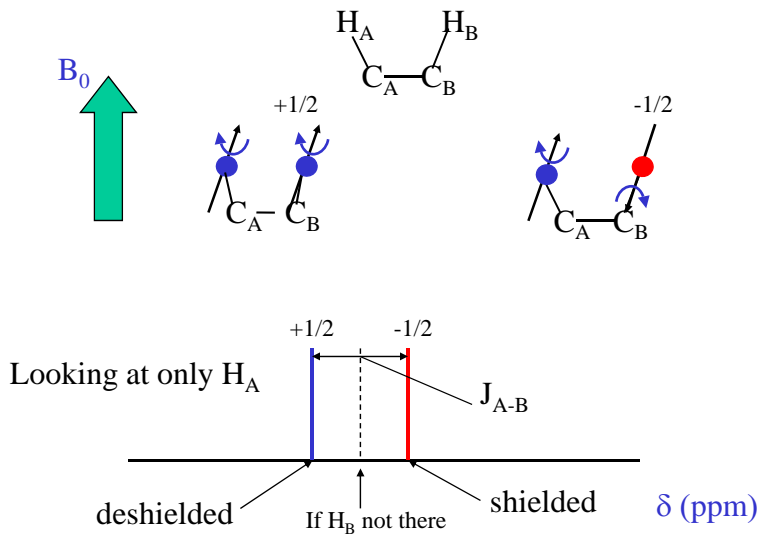 H_A H_B
B_0
C_A C_B
+1/2 -1/2
C_A C_B C_A C_B
+1/2 -1/2
Looking at only H_A
J_A-B
deshielded If H_B not there shielded δ (ppm)